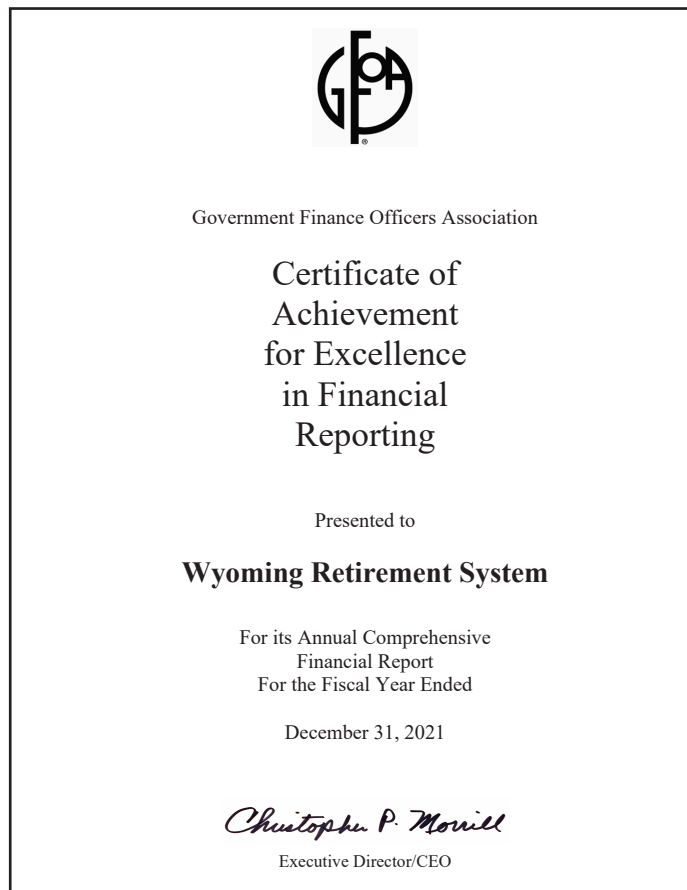 GFOA
®
Government Finance Officers Association
Certificate of
Achievement
for Excellence
in Financial
Reporting
Presented to
Wyoming Retirement System
For its Annual Comprehensive
Financial Report
For the Fiscal Year Ended
December 31, 2021
Christopher P. Morrill
Executive Director/CEO